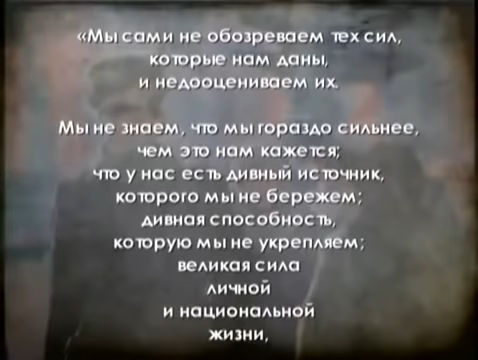 «Мы сами не обозреваем тех сил,
которые нам даны,
и недооцениваем их.
Мы не знаем, что мы гораздо сильнее,
чем это нам кажется;
что у нас есть дивный источник,
которого мы не бережем;
дивная способность,
которую мы не укрепляем;
великая сила
личной
и национальной
жизни,